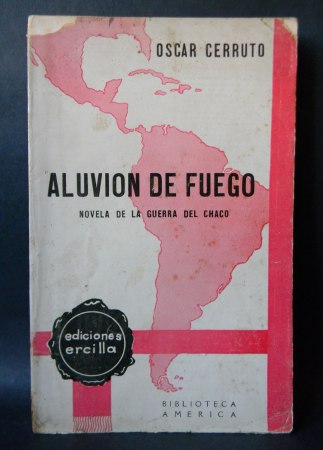 OSCAR CERRUTO
ALUVION DE FUEGO
NOVELA DE LA GUERRA DEL CHACO
ediciones
ercilla
BIBLIOTECA
AMERICA